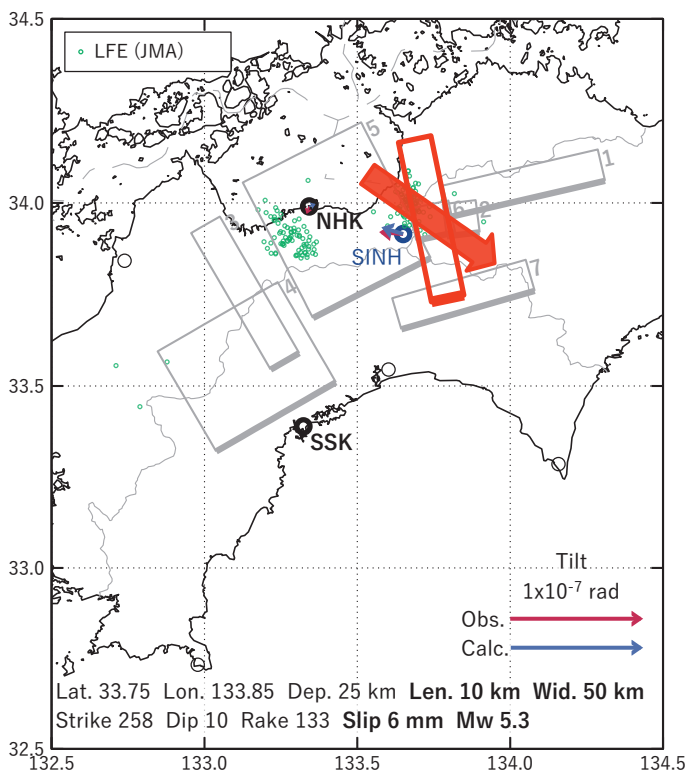 34.5
LFE (JMA)
5
1
34.0
NHK
6
2
3
SINH
7
4
33.5
SSK
33.0
Tilt
1x10-7 rad
Obs.
Calc.
Lat. 33.75 Lon. 133.85 Dep. 25 km Len. 10 km Wid. 50 km
Strike 258 Dip 10 Rake 133 Slip 6 mm Mw 5.3
32.5
132.5 133.0 133.5 134.0 134.5